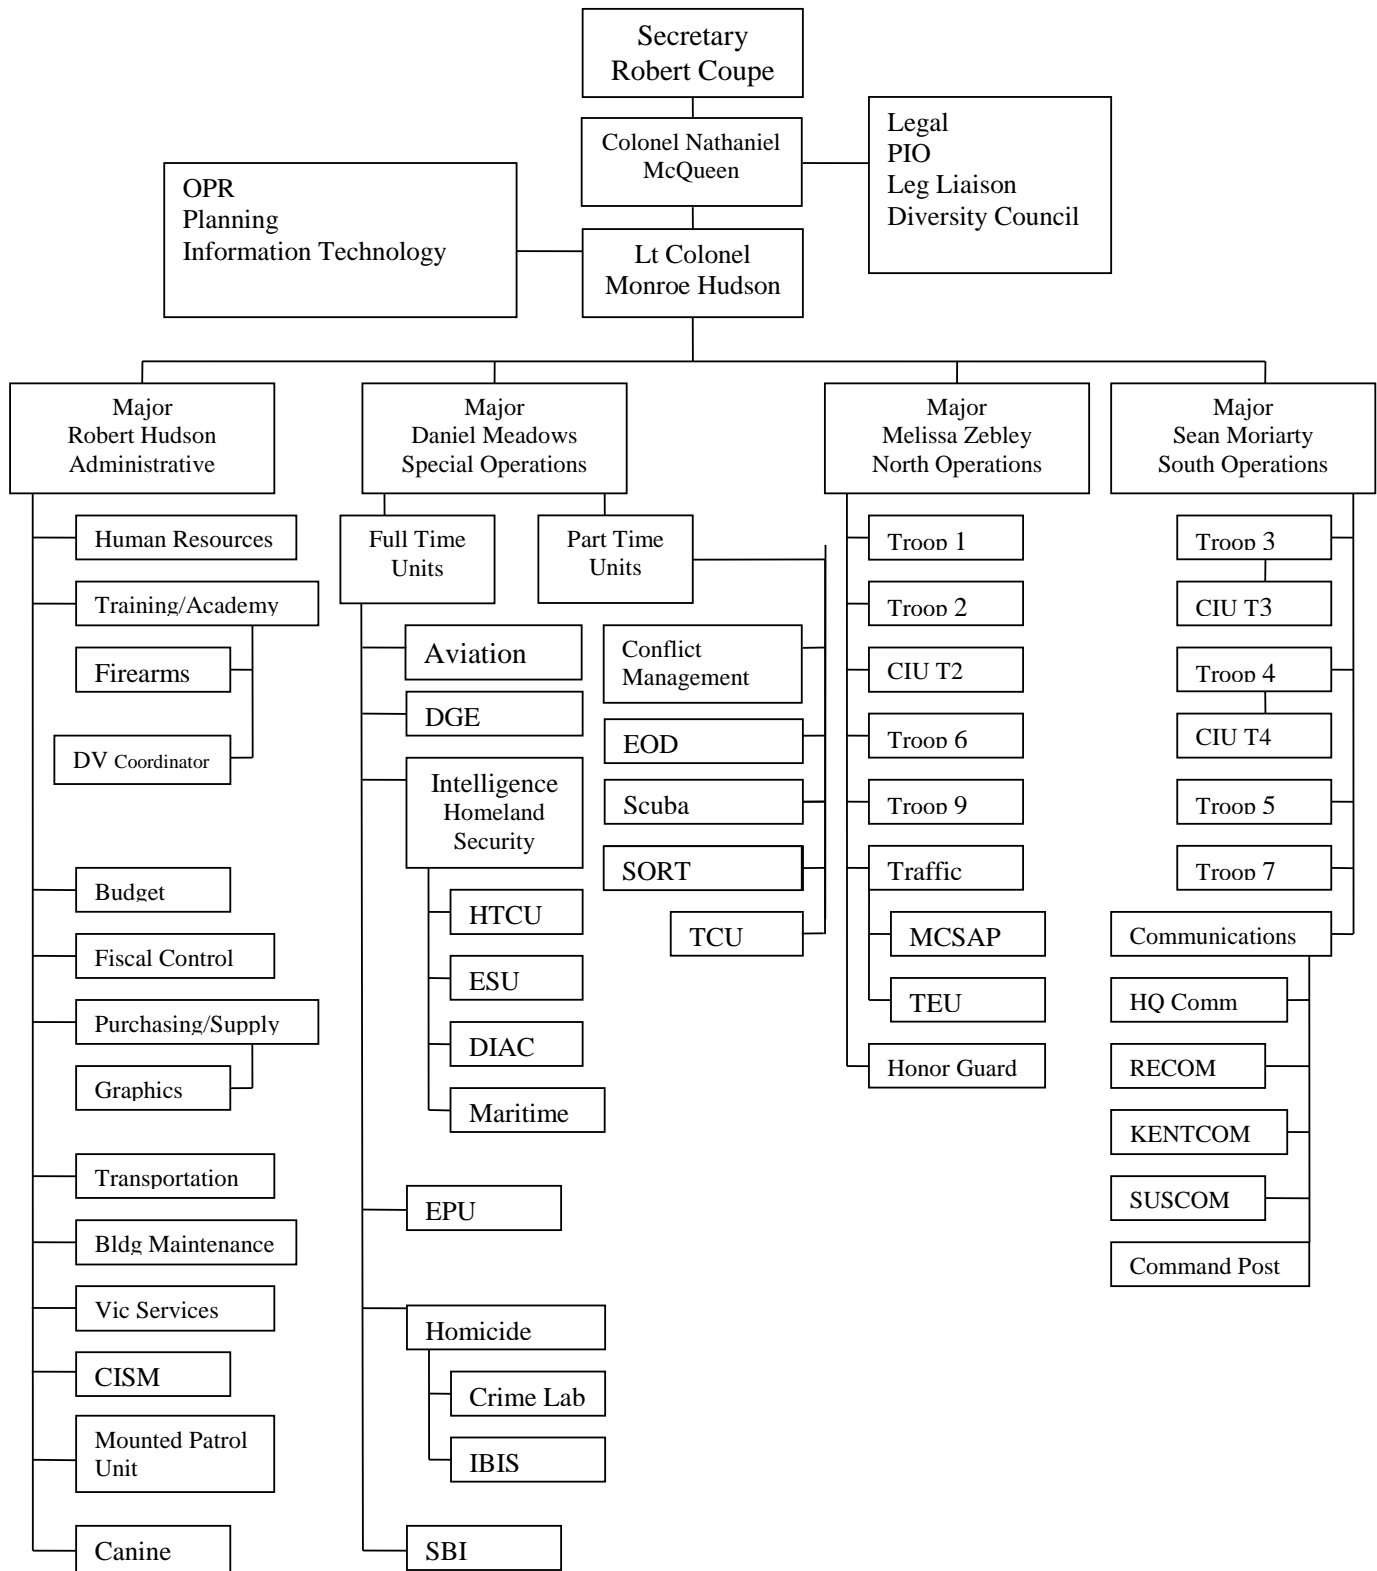 Secretary
Robert Coupe
Colonel Nathaniel
McQueen
Legal
PIO
Leg Liaison
Diversity Council
OPR
Planning
Information Technology
Lt Colonel
Monroe Hudson
Major
Robert Hudson
Administrative
Human Resources
Training/Academy
Firearms
DV Coordinator
Budget
Fiscal Control
Purchasing/Supply
Graphics
Transportation
Bldg Maintenance
Vic Services
CISM
Mounted Patrol
Unit
Canine
Major
Daniel Meadows
Special Operations
Full Time
Units
Aviation
DGE
Intelligence
Homeland
Security
HTCU
ESU
DIAC
Maritime
EPU
Homicide
Crime Lab
IBIS
SBI
Part Time
Units
Conflict
Management
EOD
Scuba
SORT
TCU
Major
Melissa Zebley
North Operations
Troop 1
Troop 2
CIU T2
Troop 6
Troop 9
Traffic
MCSAP
TEU
Honor Guard
Major
Sean Moriarty
South Operations
Troop 3
CIU T3
Troop 4
CIU T4
Troop 5
Troop 7
Communications
HQ Comm
RECOM
KENTCOM
SUSCOM
Command Post